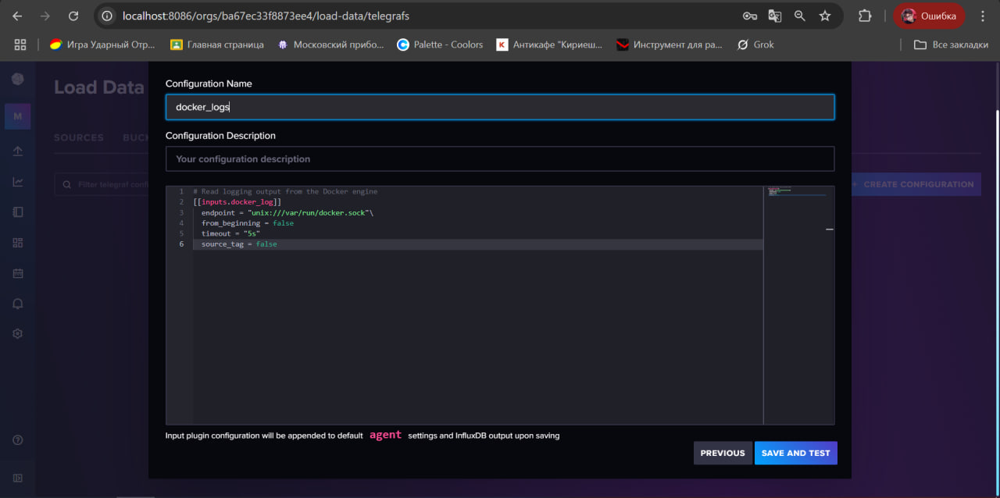 localhost:8086/orgs/ba67ec33f8873ee4/load-data/telegrafs
Ошибка
Игра Ударный Отр...
Главная страница
Московский прибо...
Palette - Coolors
Антикафе "Кириеш...
Инструмент для ра...
Grok
Все закладки
Load Data
M
SOURCES
BUCK
Filter telegraf confi
+ CREATE CONFIGURATION
Configuration Name
docker_logs
Configuration Description
Your configuration description
1 # Read logging output from the Docker engine
2 [[inputs.docker_log]]
3 endpoint = "unix:///var/run/docker.sock"\
4 from_beginning = false
5 timeout = "5s"
6 source_tag = false
Input plugin configuration will be appended to default agent settings and InfluxDB output upon saving
PREVIOUS
SAVE AND TEST